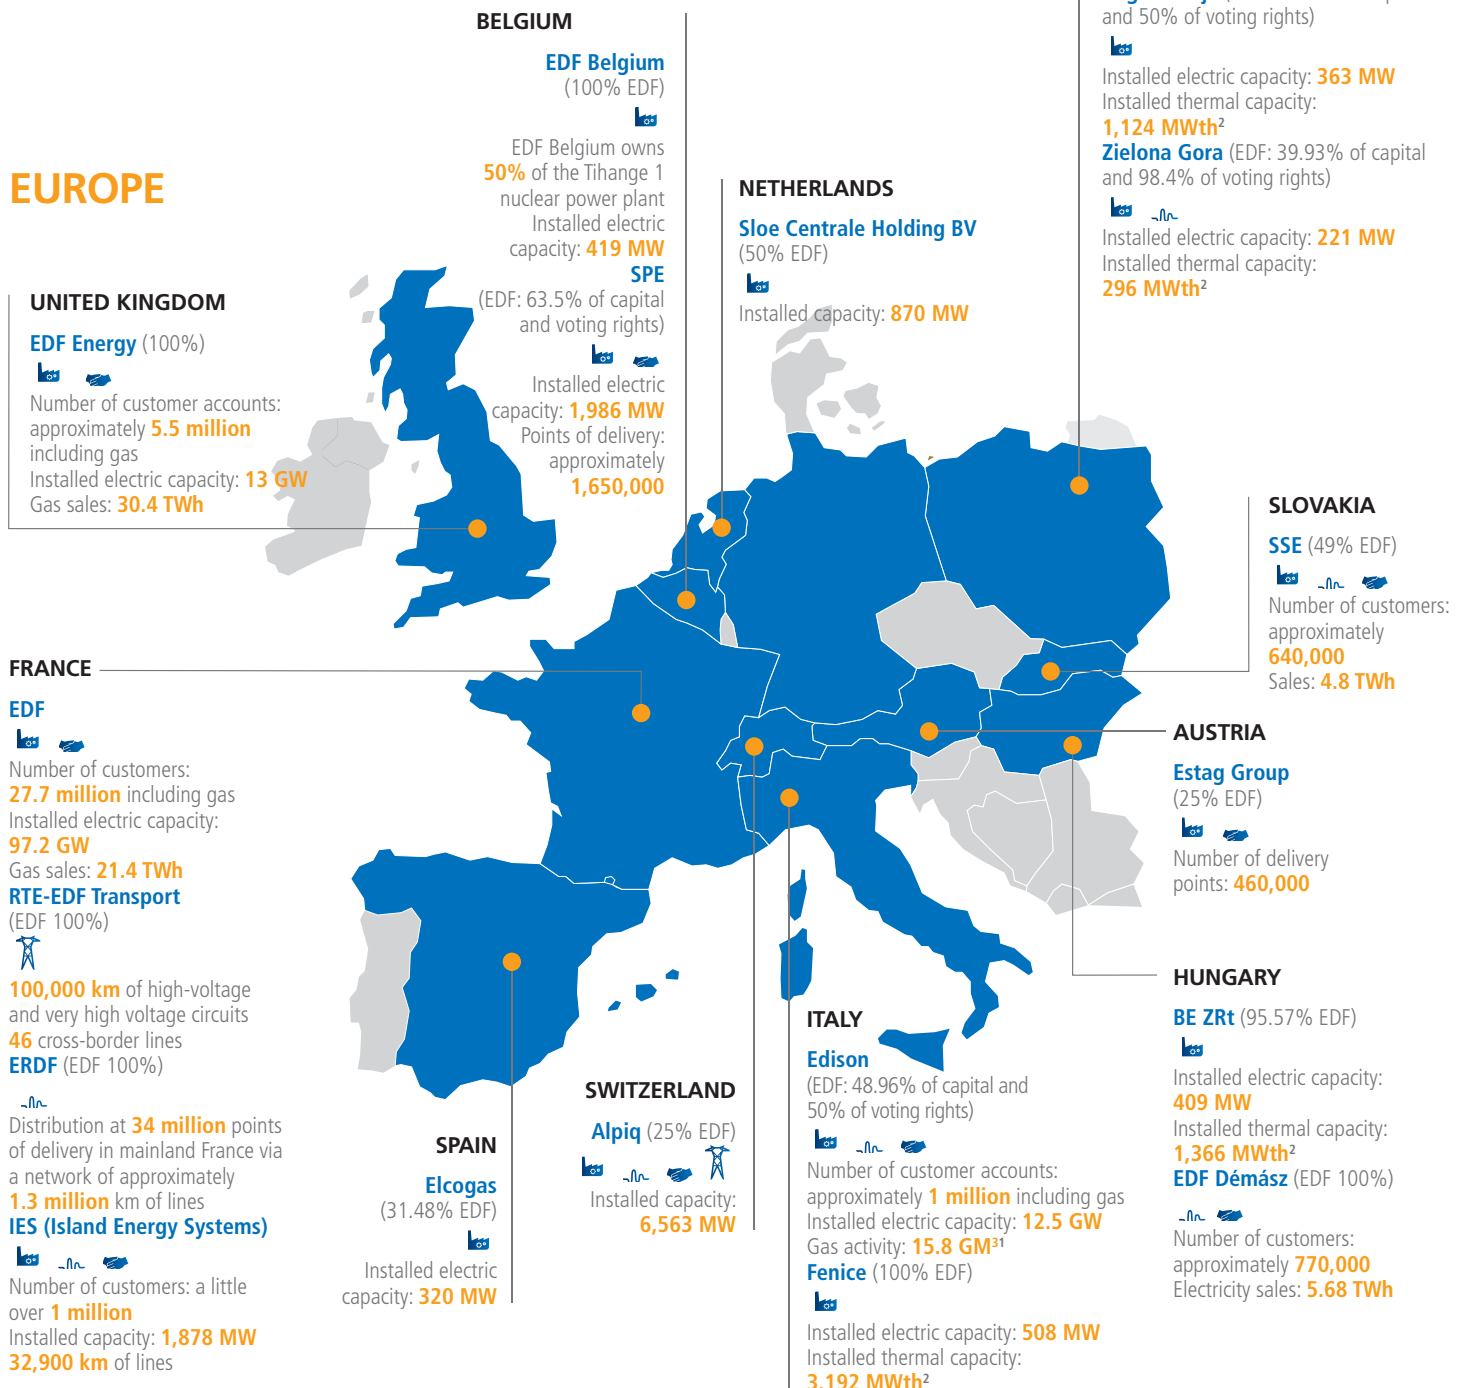 BELGIUM
EDF Belgium
(100% EDF)
EDF Belgium owns
50% of the Tihange 1
nuclear power plant
Installed electric
capacity: 419 MW
SPE
(EDF: 63.5% of capital
and voting rights)
Installed electric
capacity: 1,986 MW
Points of delivery:
approximately
1,650,000
and 50% of voting rights)
Installed electric capacity: 363 MW
Installed thermal capacity:
1,124 MWth²
Zielona Gora (EDF: 39.93% of capital
and 98.4% of voting rights)
Installed electric capacity: 221 MW
Installed thermal capacity:
296 MWth²
EUROPE
NETHERLANDS
Sloe Centrale Holding BV
(50% EDF)
Installed capacity: 870 MW
UNITED KINGDOM
EDF Energy (100%)
Number of customer accounts:
approximately 5.5 million
including gas
Installed electric capacity: 13 GW
Gas sales: 30.4 TWh
SLOVAKIA
SSE (49% EDF)
Number of customers:
approximately
640,000
Sales: 4.8 TWh
FRANCE
EDF
Number of customers:
27.7 million including gas
Installed electric capacity:
97.2 GW
Gas sales: 21.4 TWh
RTE-EDF Transport
(EDF 100%)
100,000 km of high-voltage
and very high voltage circuits
46 cross-border lines
ERDF (EDF 100%)
Distribution at 34 million points
of delivery in mainland France via
a network of approximately
1.3 million km of lines
IES (Island Energy Systems)
Number of customers: a little
over 1 million
Installed capacity: 1,878 MW
32,900 km of lines
AUSTRIA
Estag Group
(25% EDF)
Number of delivery
points: 460,000
SPAIN
Elcogas
(31.48% EDF)
Installed electric
capacity: 320 MW
SWITZERLAND
Alpiq (25% EDF)
Installed capacity:
6,563 MW
ITALY
Edison
(EDF: 48.96% of capital and
50% of voting rights)
Number of customer accounts:
approximately 1 million including gas
Installed electric capacity: 12.5 GW
Gas activity: 15.8 GM³¹
Fenice (100% EDF)
Installed electric capacity: 508 MW
Installed thermal capacity:
3,192 MWth²
HUNGARY
BE ZRt (95.57% EDF)
Installed electric capacity:
409 MW
Installed thermal capacity:
1,366 MWth²
EDF Démász (EDF 100%)
Number of customers:
approximately 770,000
Electricity sales: 5.68 TWh